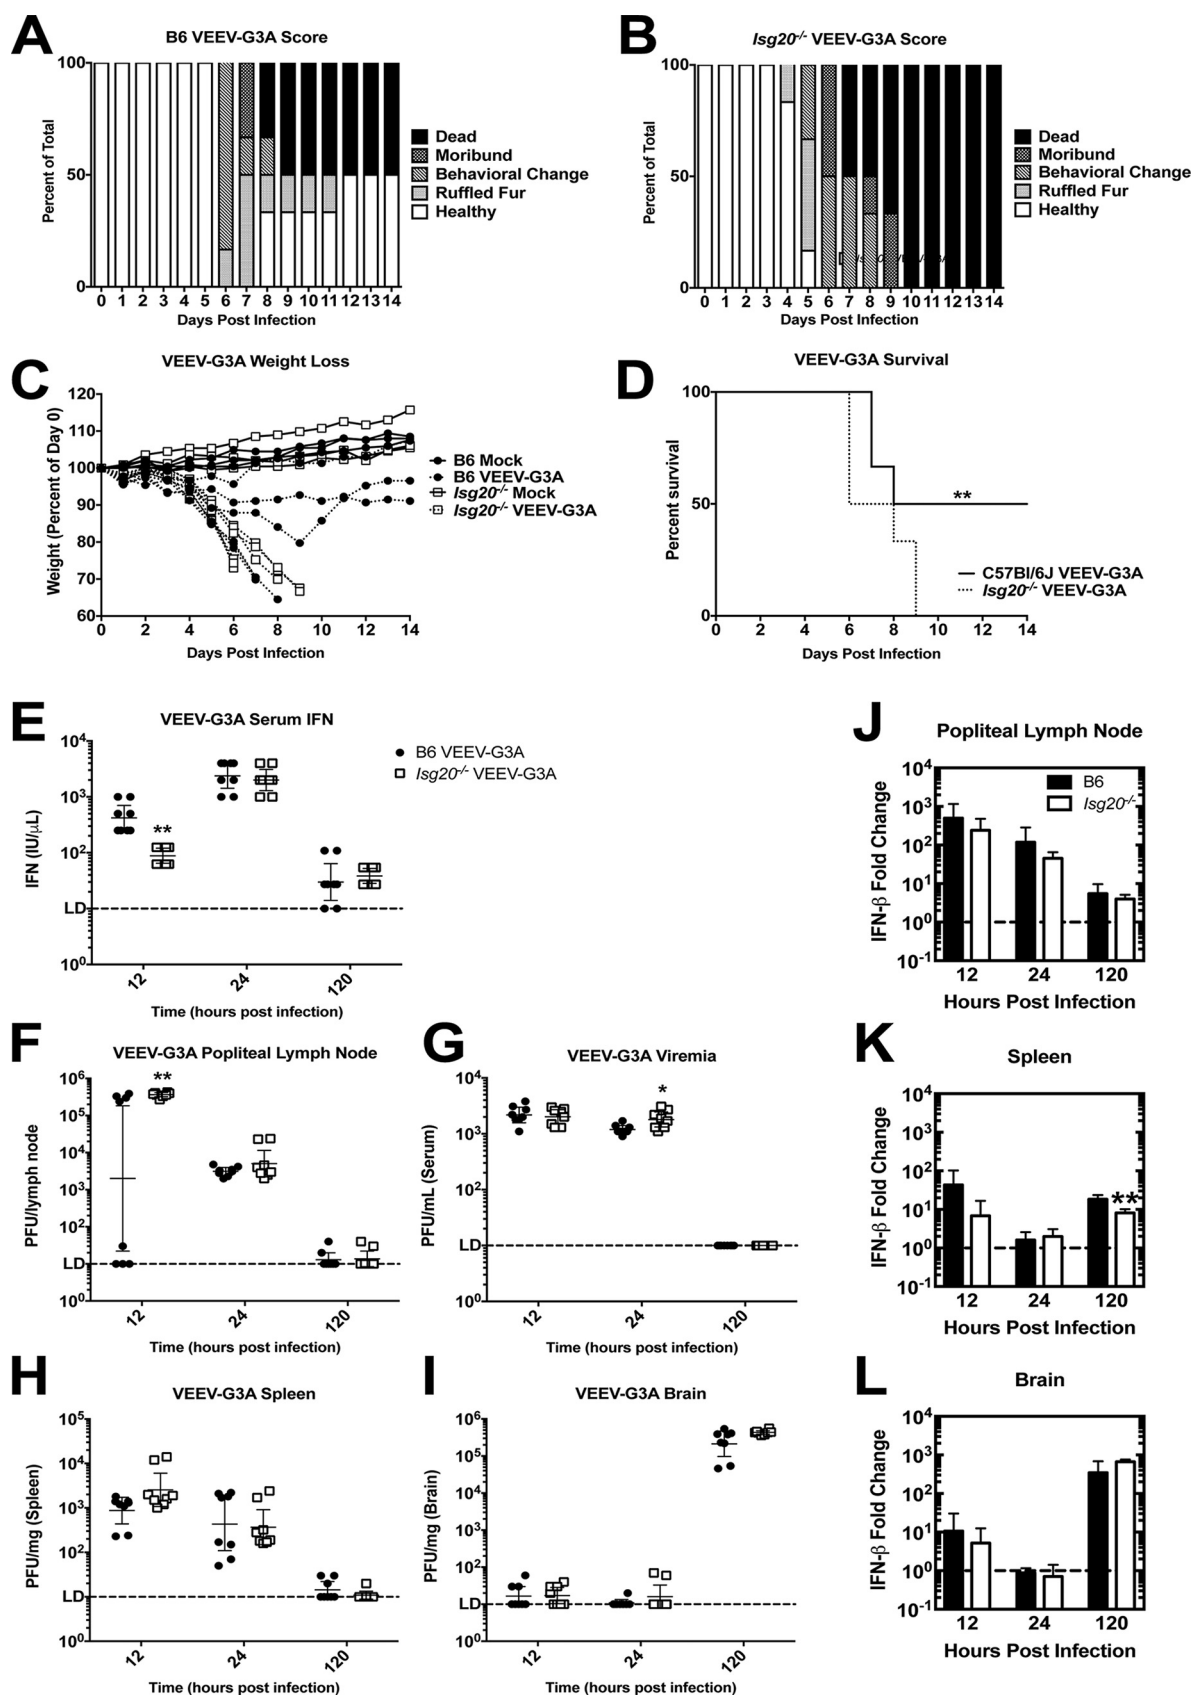 A
B6 VEEV-G3A Score
Percent of Total
100
50
0
0 1 2 3 4 5 6 7 8 9 10 11 12 13 14
Days Post Infection
Dead
Moribund
Behavioral Change
Ruffled Fur
Healthy
B
Isg20-/- VEEV-G3A Score
Percent of Total
100
50
0
0 1 2 3 4 5 6 7 8 9 10 11 12 13 14
Days Post Infection
Dead
Moribund
Behavioral Change
Ruffled Fur
Healthy
C
VEEV-G3A Weight Loss
Weight (Percent of Day 0)
120
110
100
90
80
70
60
0 2 4 6 8 10 12 14
Days Post Infection
B6 Mock
B6 VEEV-G3A
Isg20-/- Mock
Isg20-/- VEEV-G3A
D
VEEV-G3A Survival
Percent survival
100
50
0
**
C57Bl/6J VEEV-G3A
Isg20-/- VEEV-G3A
0 2 4 6 8 10 12 14
Days Post Infection
E
VEEV-G3A Serum IFN
IFN (IU/µL)
10^4
10^3
10^2
LD
10^0
**
12 24 120
Time (hours post infection)
B6 VEEV-G3A
Isg20-/- VEEV-G3A
J
Popliteal Lymph Node
IFN-β Fold Change
10^4
10^3
10^2
10^1
10^0
10^-1
B6
Isg20-/-
12 24 120
Hours Post Infection
F
VEEV-G3A Popliteal Lymph Node
PFU/lymph node
10^6
10^5
10^4
10^3
10^2
LD
10^0
**
12 24 120
Time (hours post infection)
G
VEEV-G3A Viremia
PFU/mL (Serum)
10^4
10^3
10^2
LD
10^0
*
12 24 120
Time (hours post infection)
K
Spleen
IFN-β Fold Change
10^4
10^3
10^2
10^1
10^0
10^-1
**
12 24 120
Hours Post Infection
H
VEEV-G3A Spleen
PFU/mg (Spleen)
10^5
10^4
10^3
10^2
LD
10^0
12 24 120
Time (hours post infection)
I
VEEV-G3A Brain
PFU/mg (Brain)
10^6
10^5
10^4
10^3
10^2
LD
10^0
12 24 120
Time (hours post infection)
L
Brain
IFN-β Fold Change
10^4
10^3
10^2
10^1
10^0
10^-1
12 24 120
Hours Post Infection